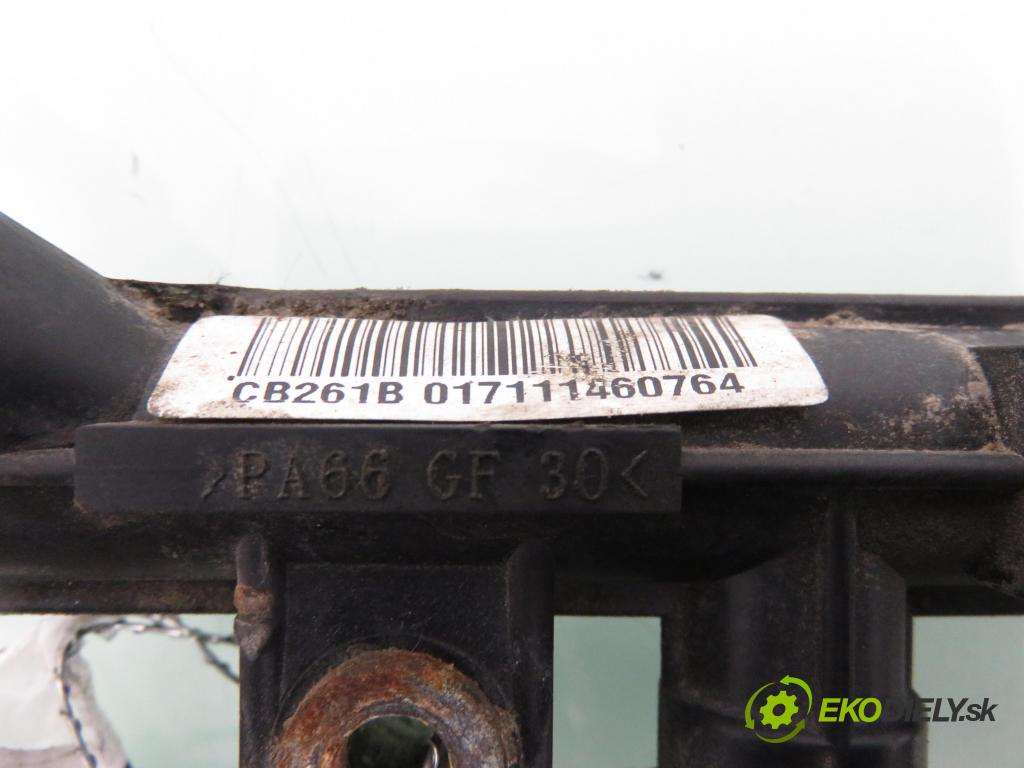 CB261B 017111460764
>PA66 GF 30<
EKODIELY.sk